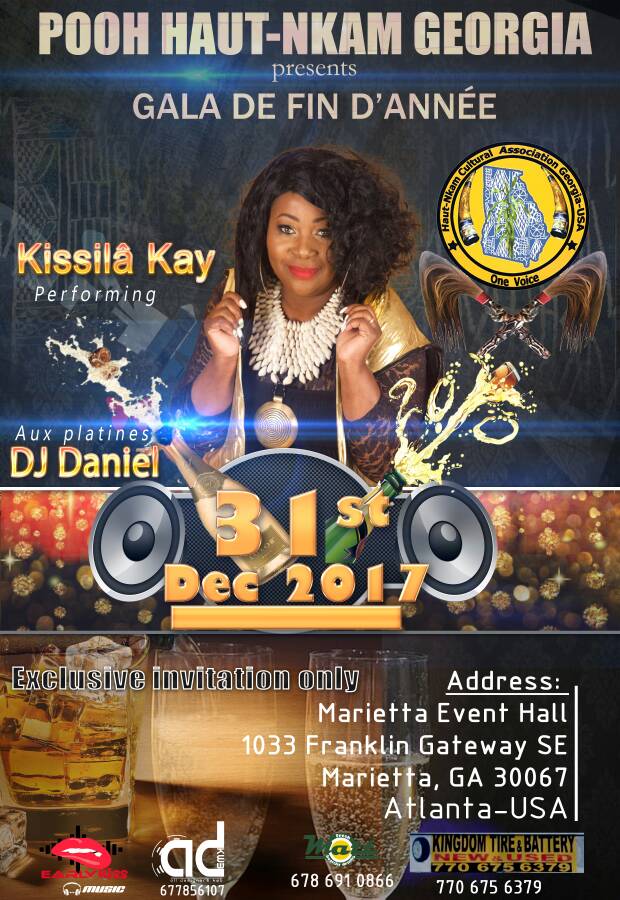 POOH HAUT-NKAM GEORGIA
presents
GALA DE FIN D'ANNÉE
Haut-Nkam Cultural Association Georgia-USA
One Voice
Kissilâ Kay
Performing
Aux platines
DJ Daniel
31st
Dec 2017
Exclusive invitation only
Address:
Marietta Event Hall
1033 Franklin Gateway SE
Marietta, GA 30067
Atlanta-USA
EARLY
MUSIC
ad
677856107
678 691 0866
KINGDOM TIRE & BATTERY
NEW & USED
770 675 6379
770 675 6379